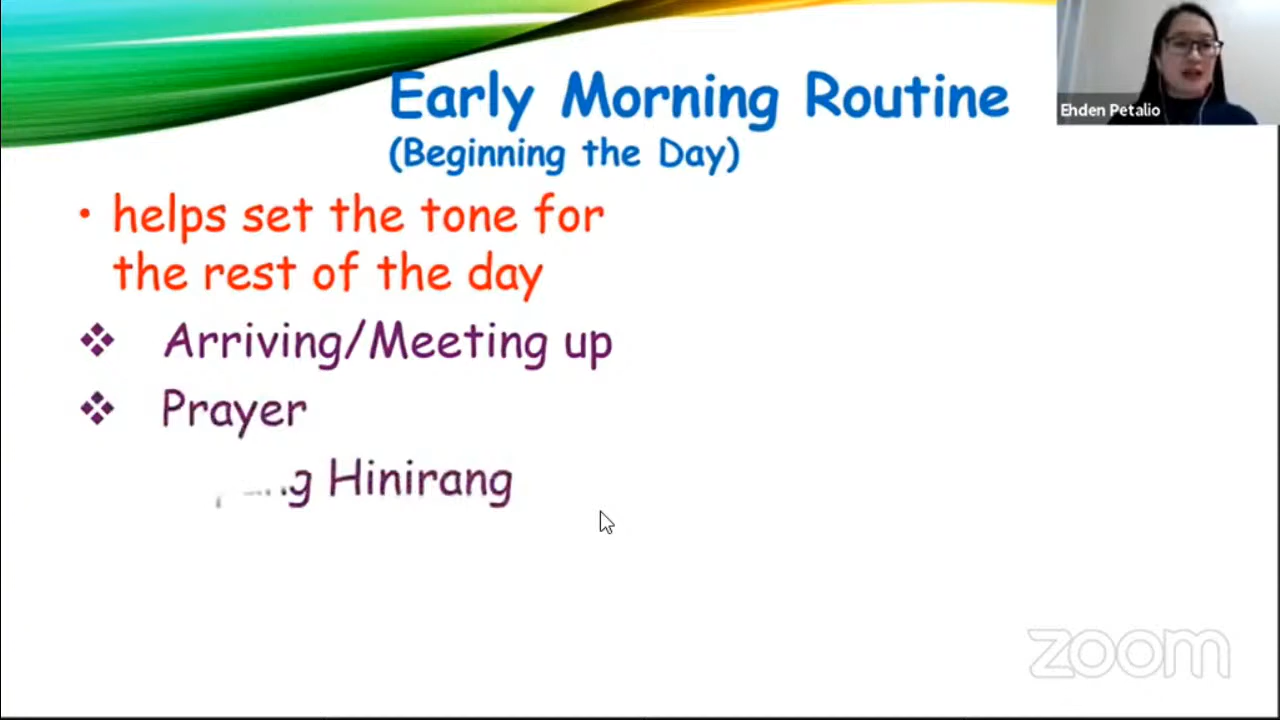 Early Morning Routine
(Beginning the Day)
Ehden Petalio
• helps set the tone for
the rest of the day
❖ Arriving/Meeting up
❖ Prayer
Hinirang
zoom